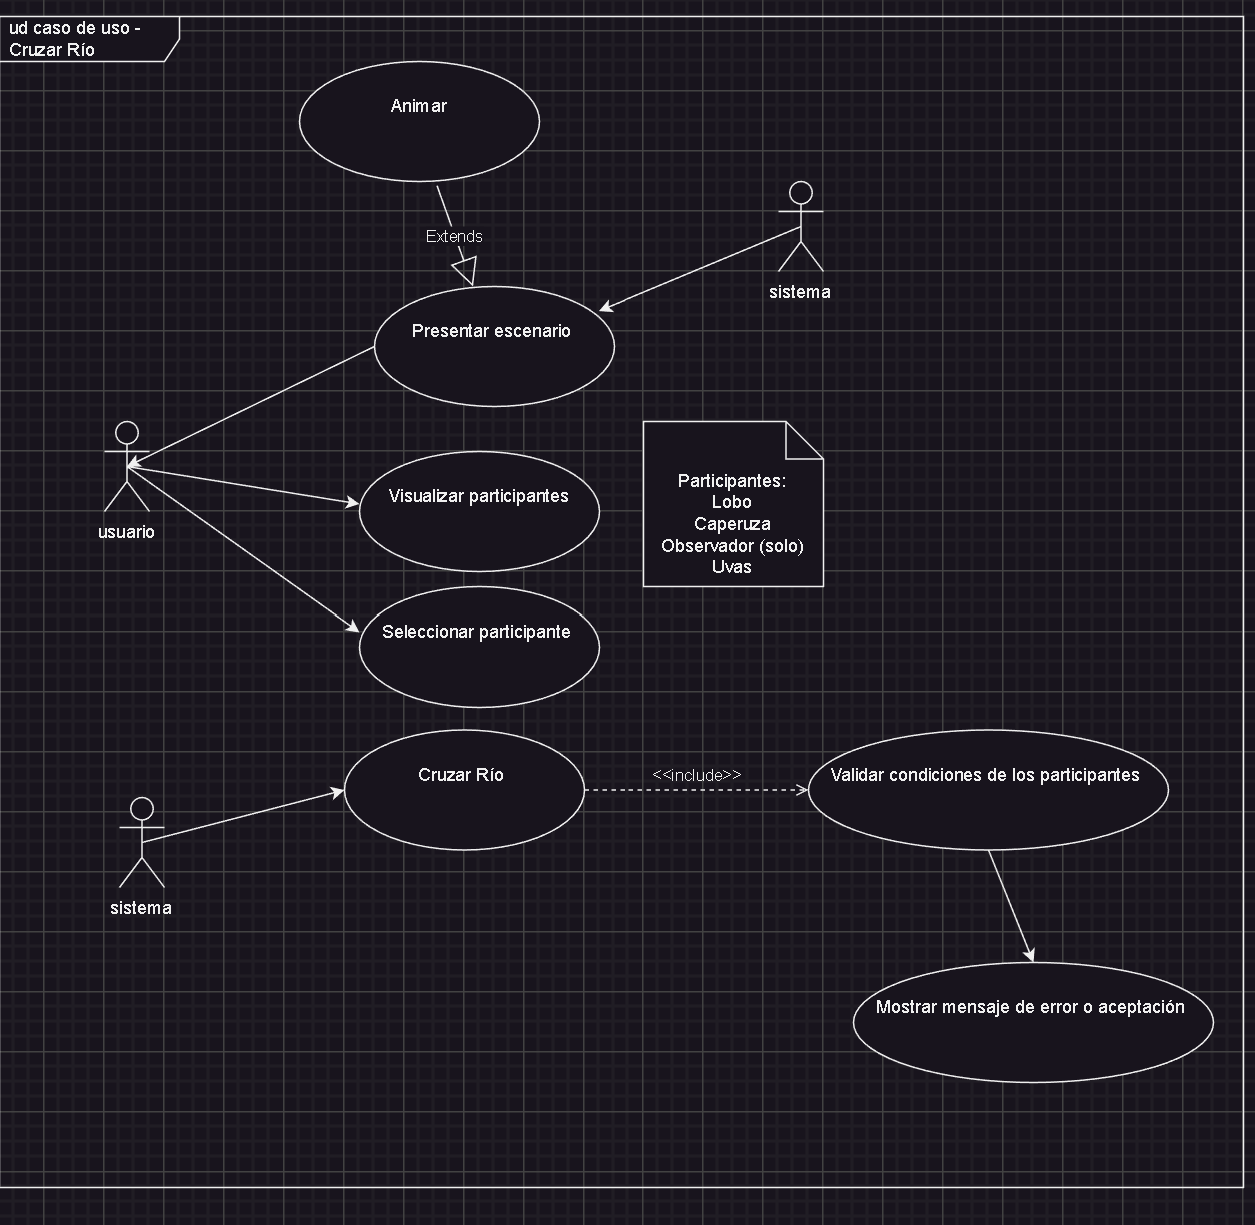 ud caso de uso -
Cruzar Río
Animar
Extends
sistema
Presentar escenario
usuario
Visualizar participantes
Participantes:
Lobo
Caperuza
Observador (solo)
Uvas
Seleccionar participante
Cruzar Río
<<include>>
Validar condiciones de los participantes
sistema
Mostrar mensaje de error o aceptación